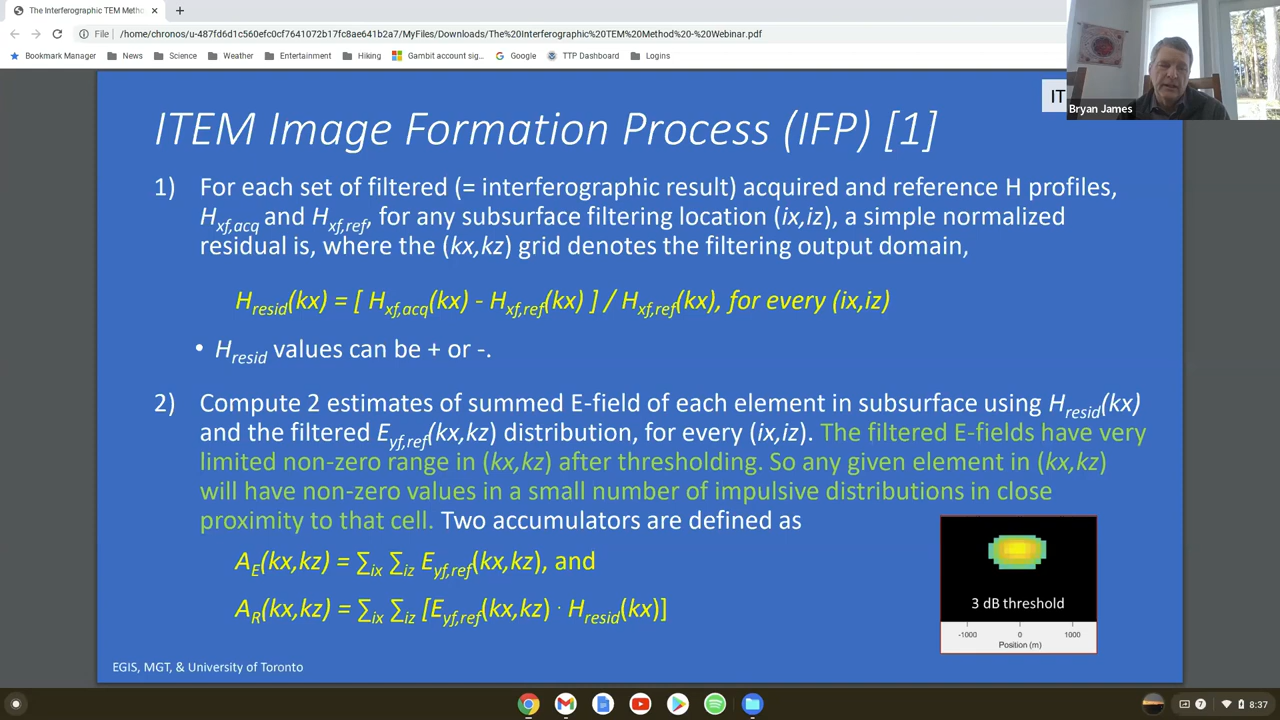 The Interferographic TEM Metho
File
/home/chronos/u-487fd6d1c560efc0cf7641072b17fc8ae641b2a7/MyFiles/Downloads/The%20Interferographic%20TEM%20Method%20-%20Webinar.pdf
Bookmark Manager News Science Weather Entertainment Hiking Gambit account sig... Google TTP Dashboard Logins
IT
Bryan James
ITEM Image Formation Process (IFP) [1]
1) For each set of filtered (= interferographic result) acquired and reference H profiles,
Hxf,acq and Hxf,ref, for any subsurface filtering location (ix,iz), a simple normalized
residual is, where the (kx,kz) grid denotes the filtering output domain,
Hresid(kx) = [ Hxf,acq(kx) - Hxf,ref(kx) ] / Hxf,ref(kx), for every (ix,iz)
• Hresid values can be + or -.
2) Compute 2 estimates of summed E-field of each element in subsurface using Hresid(kx)
and the filtered Eyf,ref(kx,kz) distribution, for every (ix,iz). The filtered E-fields have very
limited non-zero range in (kx,kz) after thresholding. So any given element in (kx,kz)
will have non-zero values in a small number of impulsive distributions in close
proximity to that cell. Two accumulators are defined as
AE(kx,kz) = ∑ix ∑iz Eyf,ref(kx,kz), and
AR(kx,kz) = ∑ix ∑iz [Eyf,ref(kx,kz) · Hresid(kx)]
3 dB threshold
-1000 0 1000
Position (m)
EGIS, MGT, & University of Toronto
7 8:37